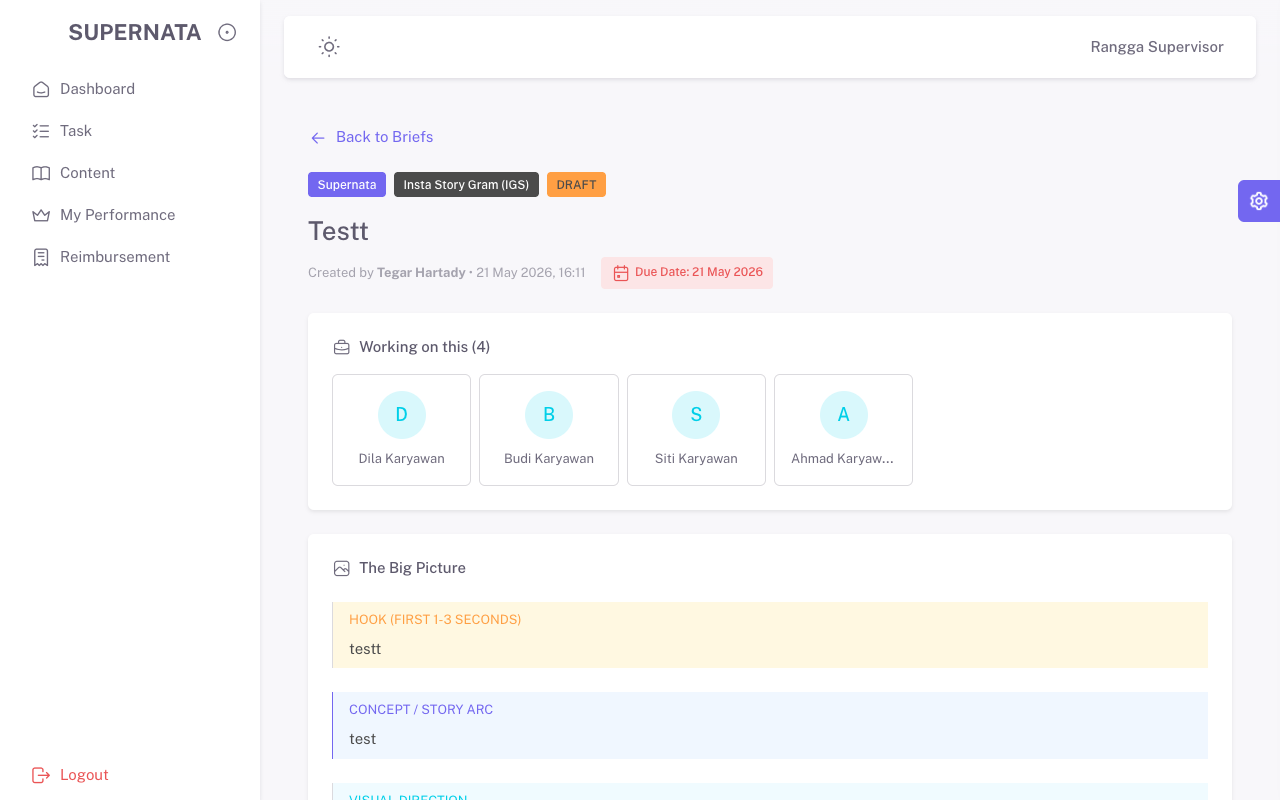 SUPERNATA
Dashboard
Task
Content
My Performance
Reimbursement
Logout
Rangga Supervisor
Back to Briefs
Supernata
Insta Story Gram (IGS)
DRAFT
Testt
Created by Tegar Hartady • 21 May 2026, 16:11
Due Date: 21 May 2026
Working on this (4)
D
Dila Karyawan
B
Budi Karyawan
S
Siti Karyawan
A
Ahmad Karyaw...
The Big Picture
HOOK (FIRST 1-3 SECONDS)
testt
CONCEPT / STORY ARC
test
VISUAL DIRECTION